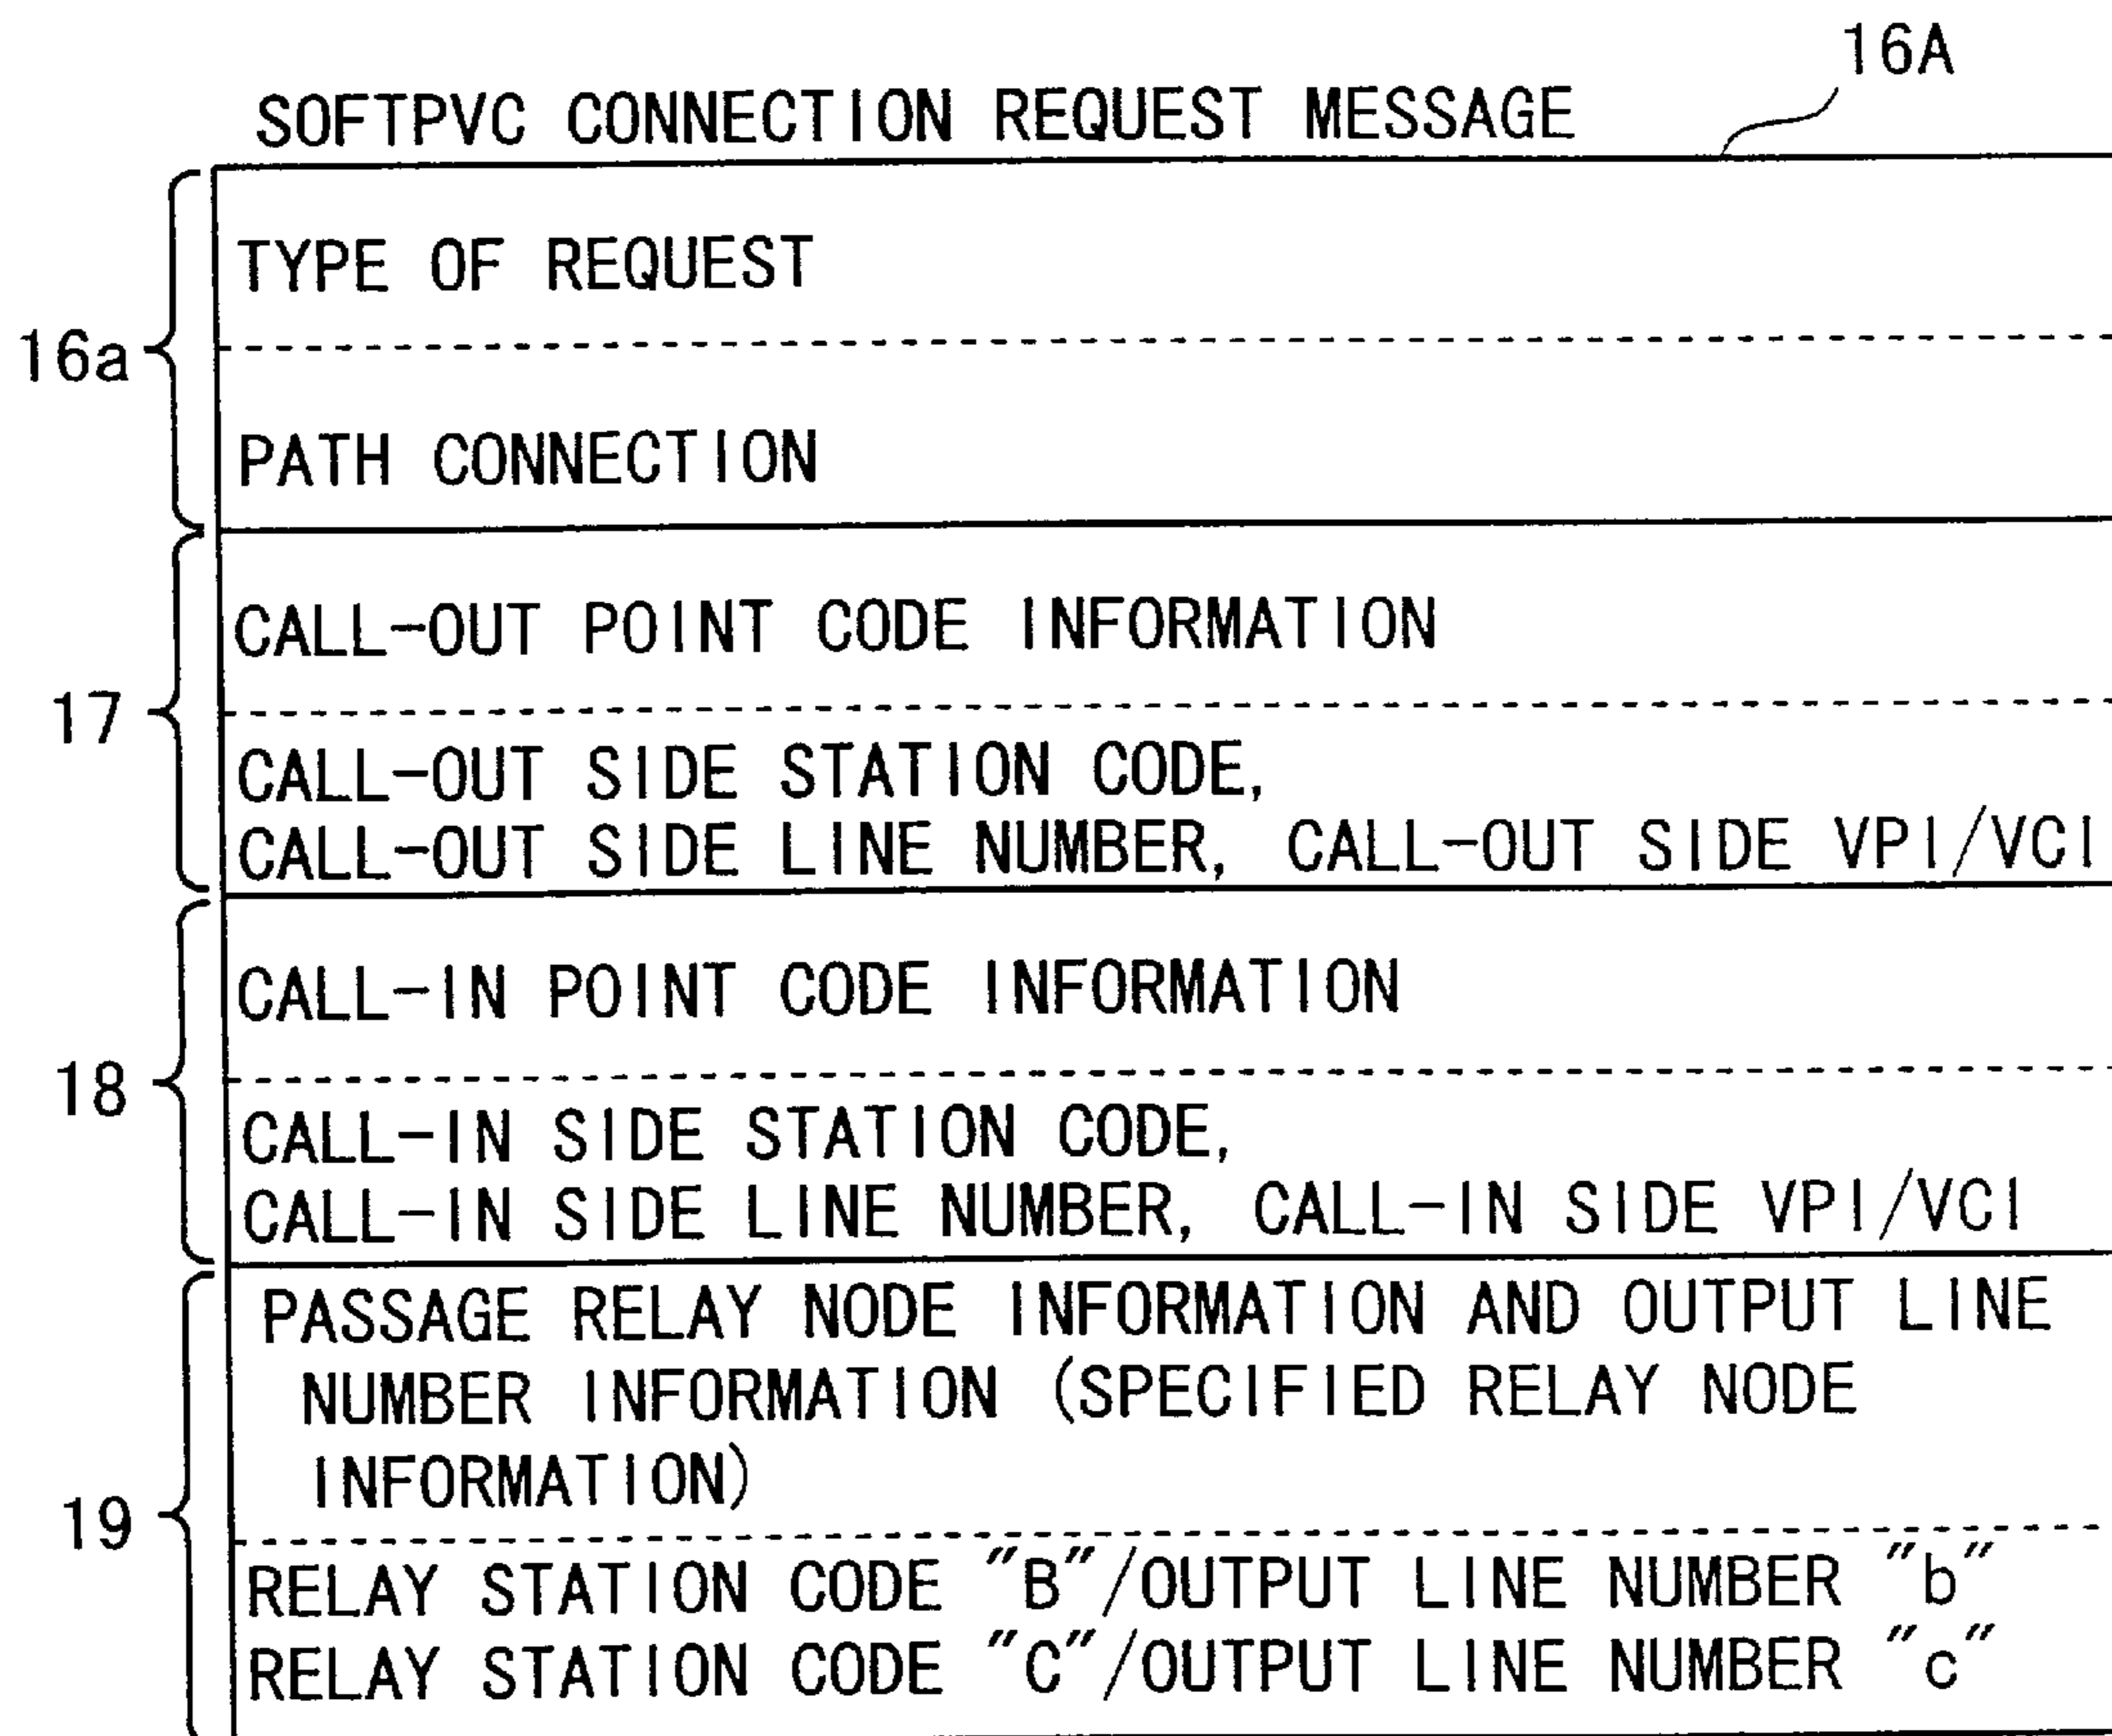 16A
SOFTPVC CONNECTION REQUEST MESSAGE
TYPE OF REQUEST
16a
PATH CONNECTION
CALL-OUT POINT CODE INFORMATION
17
CALL-OUT SIDE STATION CODE,
CALL-OUT SIDE LINE NUMBER, CALL-OUT SIDE VPI/VCI
CALL-IN POINT CODE INFORMATION
18
CALL-IN SIDE STATION CODE,
CALL-IN SIDE LINE NUMBER, CALL-IN SIDE VPI/VCI
PASSAGE RELAY NODE INFORMATION AND OUTPUT LINE
NUMBER INFORMATION (SPECIFIED RELAY NODE
INFORMATION)
19
RELAY STATION CODE "B"/OUTPUT LINE NUMBER "b"
RELAY STATION CODE "C"/OUTPUT LINE NUMBER "c"